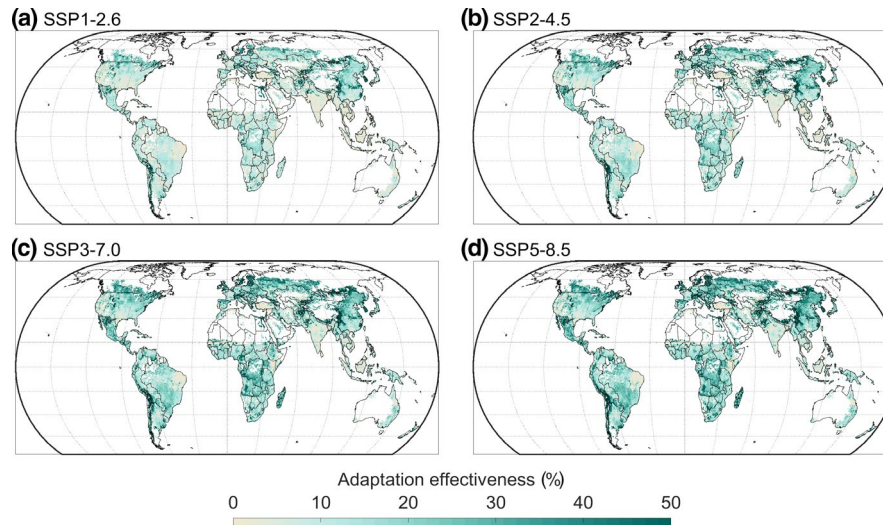 (a) SSP1-2.6
(b) SSP2-4.5
(c) SSP3-7.0
(d) SSP5-8.5
Adaptation effectiveness (%)
0 10 20 30 40 50